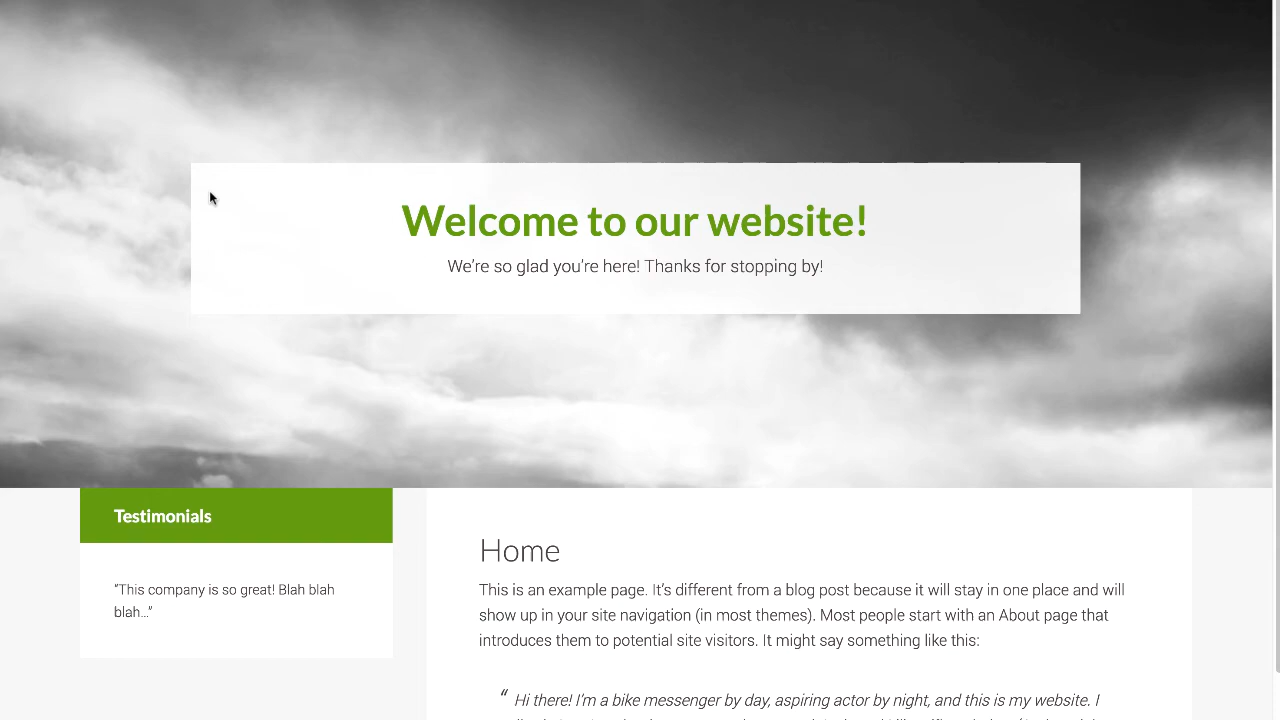 Welcome to our website!
We're so glad you're here! Thanks for stopping by!
Testimonials
"This company is so great! Blah blah
blah…"
Home
This is an example page. It's different from a blog post because it will stay in one place and will
show up in your site navigation (in most themes). Most people start with an About page that
introduces them to potential site visitors. It might say something like this:
“ Hi there! I'm a bike messenger by day, aspiring actor by night, and this is my website. I